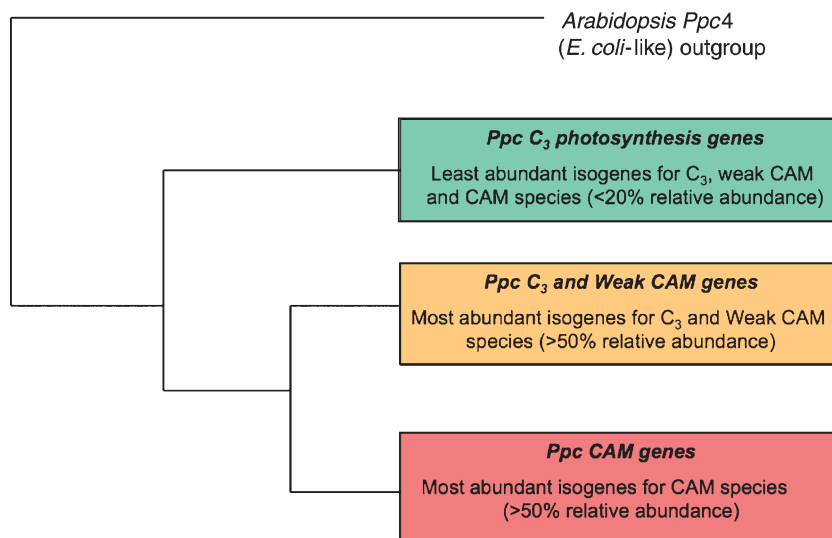 Arabidopsis Ppc4
(E. coli-like) outgroup
Ppc C₃ photosynthesis genes
Least abundant isogenes for C₃, weak CAM
and CAM species (<20% relative abundance)
Ppc C₃ and Weak CAM genes
Most abundant isogenes for C₃ and Weak CAM
species (>50% relative abundance)
Ppc CAM genes
Most abundant isogenes for CAM species
(>50% relative abundance)